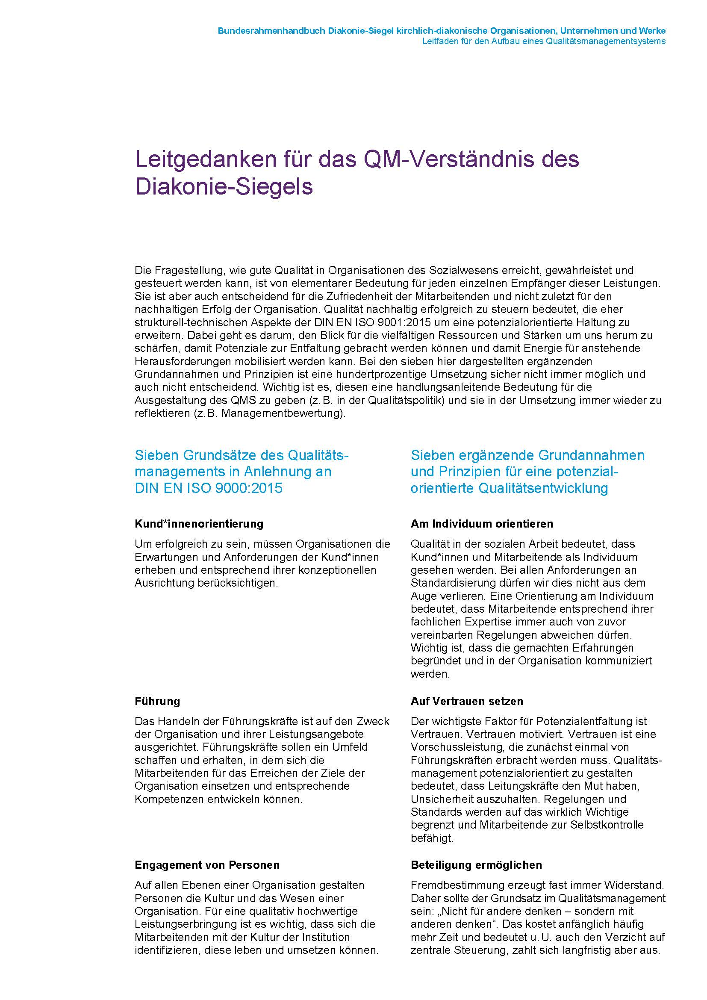 Bundesrahmenhandbuch Diakonie-Siegel kirchlich-diakonische Organisationen, Unternehmen und Werke
Leitfaden für den Aufbau eines Qualitätsmanagementsystems
Leitgedanken für das QM-Verständnis des
Diakonie-Siegels
Die Fragestellung, wie gute Qualität in Organisationen des Sozialwesens erreicht, gewährleistet und
gesteuert werden kann, ist von elementarer Bedeutung für jeden einzelnen Empfänger dieser Leistungen.
Sie ist aber auch entscheidend für die Zufriedenheit der Mitarbeitenden und nicht zuletzt für den
nachhaltigen Erfolg der Organisation. Qualität nachhaltig erfolgreich zu steuern bedeutet, die eher
strukturell-technischen Aspekte der DIN EN ISO 9001:2015 um eine potenzialorientierte Haltung zu
erweitern. Dabei geht es darum, den Blick für die vielfältigen Ressourcen und Stärken um uns herum zu
schärfen, damit Potenziale zur Entfaltung gebracht werden können und damit Energie für anstehende
Herausforderungen mobilisiert werden kann. Bei den sieben hier dargestellten ergänzenden
Grundannahmen und Prinzipien ist eine hundertprozentige Umsetzung sicher nicht immer möglich und
auch nicht entscheidend. Wichtig ist es, diesen eine handlungsanleitende Bedeutung für die
Ausgestaltung des QMS zu geben (z. B. in der Qualitätspolitik) und sie in der Umsetzung immer wieder zu
reflektieren (z. B. Managementbewertung).
Sieben Grundsätze des Qualitäts-
managements in Anlehnung an
DIN EN ISO 9000:2015
Kund*innenorientierung
Um erfolgreich zu sein, müssen Organisationen die
Erwartungen und Anforderungen der Kund*innen
erheben und entsprechend ihrer konzeptionellen
Ausrichtung berücksichtigen.
Führung
Das Handeln der Führungskräfte ist auf den Zweck
der Organisation und ihrer Leistungsangebote
ausgerichtet. Führungskräfte sollen ein Umfeld
schaffen und erhalten, in dem sich die
Mitarbeitenden für das Erreichen der Ziele der
Organisation einsetzen und entsprechende
Kompetenzen entwickeln können.
Engagement von Personen
Auf allen Ebenen einer Organisation gestalten
Personen die Kultur und das Wesen einer
Organisation. Für eine qualitativ hochwertige
Leistungserbringung ist es wichtig, dass sich die
Mitarbeitenden mit der Kultur der Institution
identifizieren, diese leben und umsetzen können.
Sieben ergänzende Grundannahmen
und Prinzipien für eine potenzial-
orientierte Qualitätsentwicklung
Am Individuum orientieren
Qualität in der sozialen Arbeit bedeutet, dass
Kund*innen und Mitarbeitende als Individuum
gesehen werden. Bei allen Anforderungen an
Standardisierung dürfen wir dies nicht aus dem
Auge verlieren. Eine Orientierung am Individuum
bedeutet, dass Mitarbeitende entsprechend ihrer
fachlichen Expertise immer auch von zuvor
vereinbarten Regelungen abweichen dürfen.
Wichtig ist, dass die gemachten Erfahrungen
begründet und in der Organisation kommuniziert
werden.
Auf Vertrauen setzen
Der wichtigste Faktor für Potenzialentfaltung ist
Vertrauen. Vertrauen motiviert. Vertrauen ist eine
Vorschussleistung, die zunächst einmal von
Führungskräften erbracht werden muss. Qualitäts-
management potenzialorientiert zu gestalten
bedeutet, dass Leitungskräfte den Mut haben,
Unsicherheit auszuhalten. Regelungen und
Standards werden auf das wirklich Wichtige
begrenzt und Mitarbeitende zur Selbstkontrolle
befähigt.
Beteiligung ermöglichen
Fremdbestimmung erzeugt fast immer Widerstand.
Daher sollte der Grundsatz im Qualitätsmanagement
sein: „Nicht für andere denken – sondern mit
anderen denken“. Das kostet anfänglich häufig
mehr Zeit und bedeutet u. U. auch den Verzicht auf
zentrale Steuerung, zahlt sich langfristig aber aus.